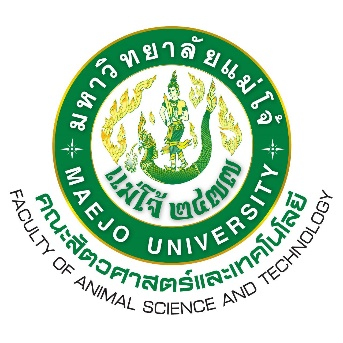 มหาวิทยาลัยแม่โจ้
แม่โจ้ ๒๔๗๗
MAEJO UNIVERSITY
คณะสัตวศาสตร์และเทคโนโลยี
FACULTY OF ANIMAL SCIENCE AND TECHNOLOGY